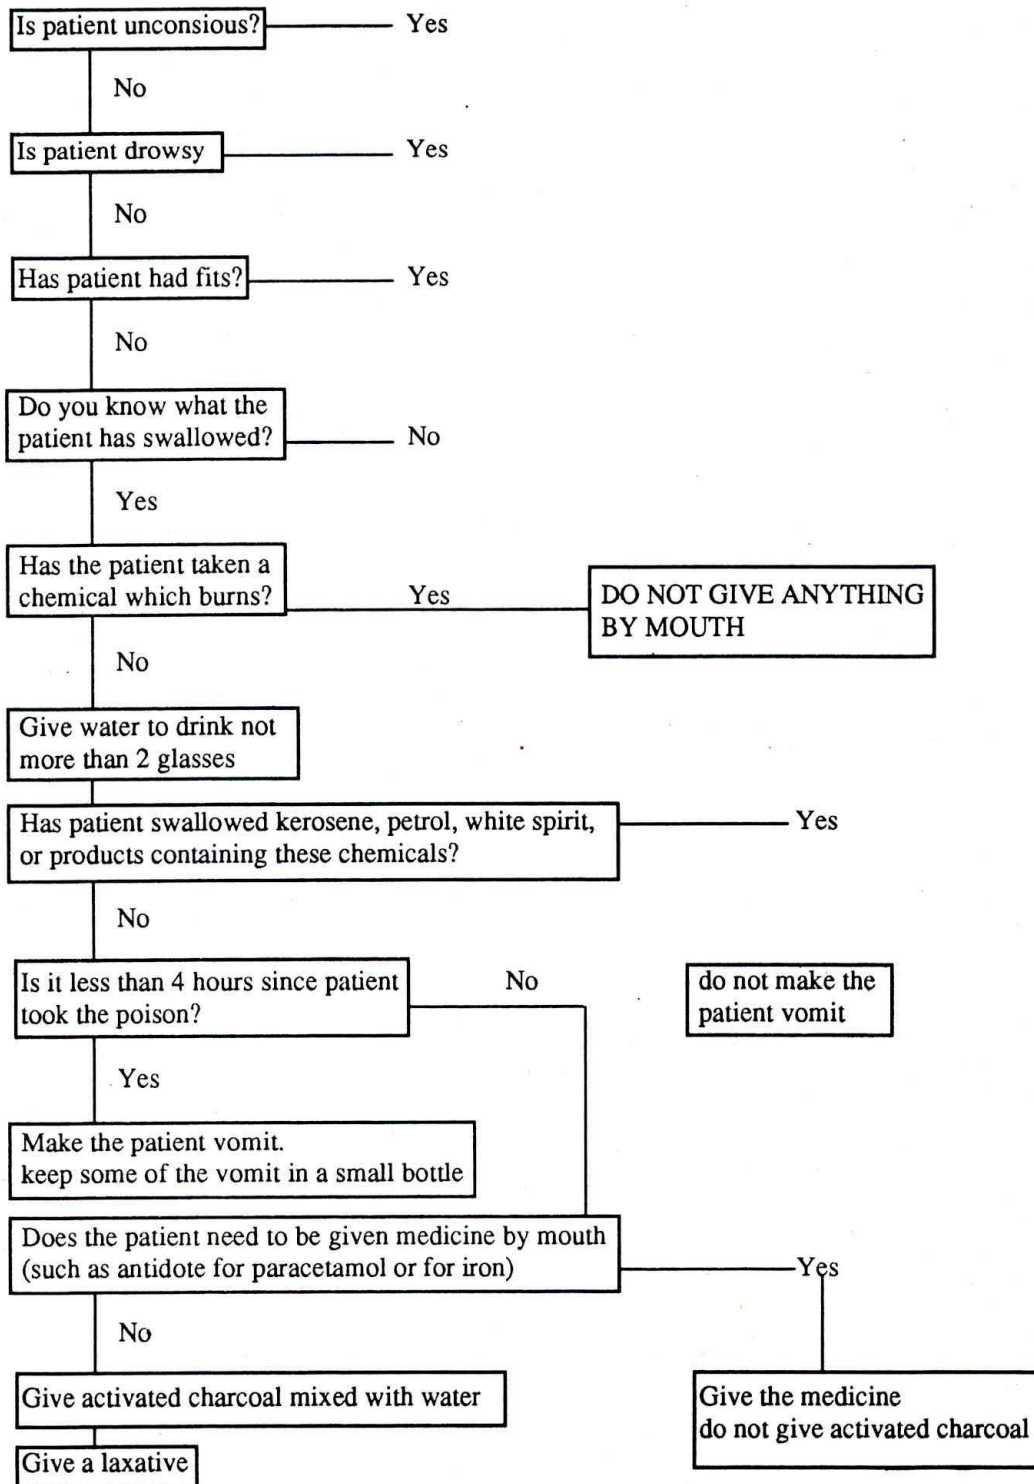 Is patient unconsious?
Yes
No
Is patient drowsy
Yes
No
Has patient had fits?
Yes
No
Do you know what the
patient has swallowed?
No
Yes
Has the patient taken a
chemical which burns?
Yes
DO NOT GIVE ANYTHING
BY MOUTH
No
Give water to drink not
more than 2 glasses
Has patient swallowed kerosene, petrol, white spirit,
or products containing these chemicals?
Yes
No
Is it less than 4 hours since patient
took the poison?
No
do not make the
patient vomit
Yes
Make the patient vomit.
keep some of the vomit in a small bottle
Does the patient need to be given medicine by mouth
(such as antidote for paracetamol or for iron)
Yes
No
Give activated charcoal mixed with water
Give the medicine
do not give activated charcoal
Give a laxative